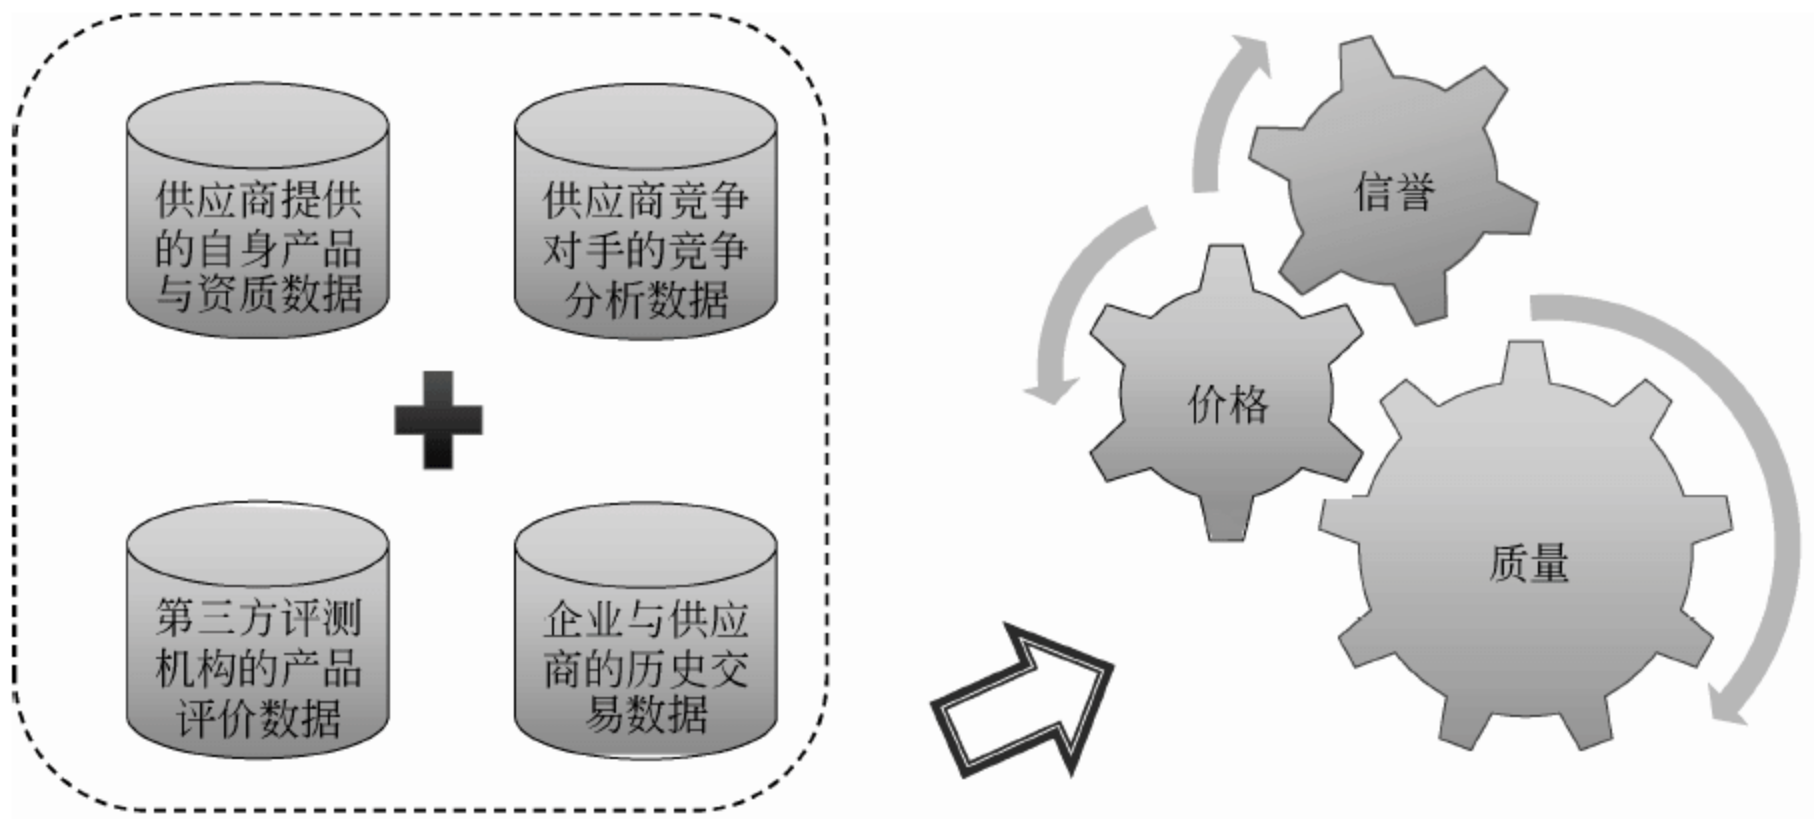 供应商提供
的自身产品
与资质数据
供应商竞争
对手的竞争
分析数据
第三方评测
机构的产品
评价数据
企业与供应
商的历史交
易数据
信誉
价格
质量